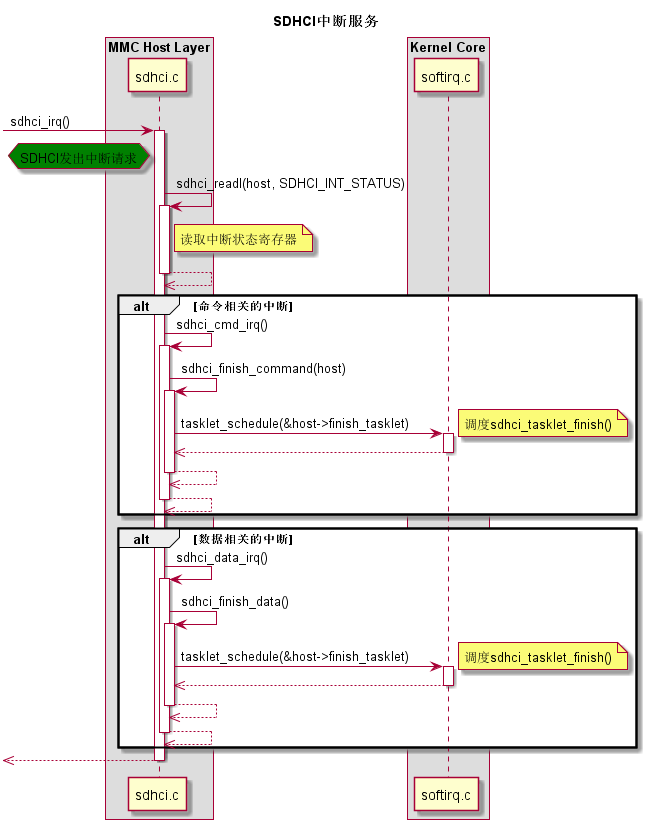 SDHCI中断服务
MMC Host Layer
Kernel Core
sdhci.c
softirq.c
sdhci_irq()
SDHCI发出中断请求
sdhci_readl(host, SDHCI_INT_STATUS)
读取中断状态寄存器
alt
[命令相关的中断]
sdhci_cmd_irq()
sdhci_finish_command(host)
tasklet_schedule(&host->finish_tasklet)
调度sdhci_tasklet_finish()
alt
[数据相关的中断]
sdhci_data_irq()
sdhci_finish_data()
tasklet_schedule(&host->finish_tasklet)
调度sdhci_tasklet_finish()
sdhci.c
softirq.c